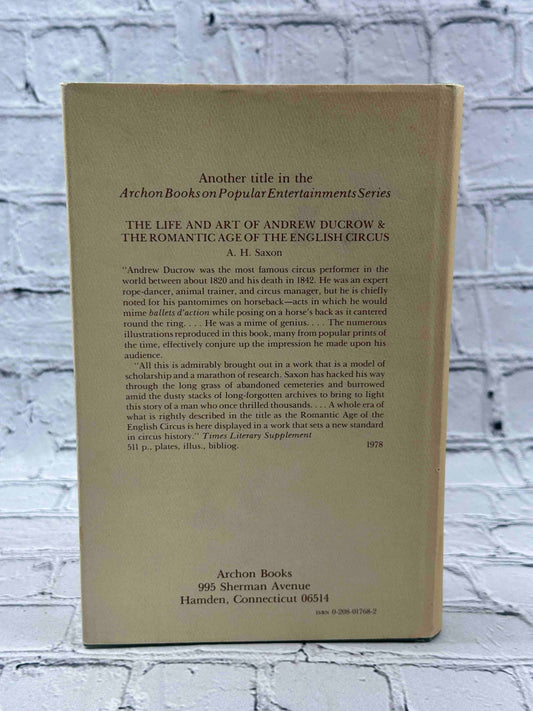 Another title in the
Archon Books on Popular Entertainments Series
THE LIFE AND ART OF ANDREW DUCROW &
THE ROMANTIC AGE OF THE ENGLISH CIRCUS
A. H. Saxon
"Andrew Ducrow was the most famous circus performer in the
world between about 1820 and his death in 1842. He was an expert
rope-dancer, animal trainer, and circus manager, but he is chiefly
noted for his pantomimes on horseback—acts in which he would
mime ballets d'action while posing on a horse's back as it cantered
round the ring. . . . He was a mime of genius. . . . The numerous
illustrations reproduced in this book, many from popular prints of
the time, effectively conjure up the impression he made upon his
audience.
"All this is admirably brought out in a work that is a model of
scholarship and a marathon of research. Saxon has hacked his way
through the long grass of abandoned cemeteries and burrowed
amid the dusty stacks of long-forgotten archives to bring to light
this story of a man who once thrilled thousands. . . . A whole era of
what is rightly described in the title as the Romantic Age of the
English Circus is here displayed in a work that sets a new standard
in circus history." Times Literary Supplement
511 p., plates, illus., bibliog. 1978
Archon Books
995 Sherman Avenue
Hamden, Connecticut 06514
ISBN 0-208-01768-2